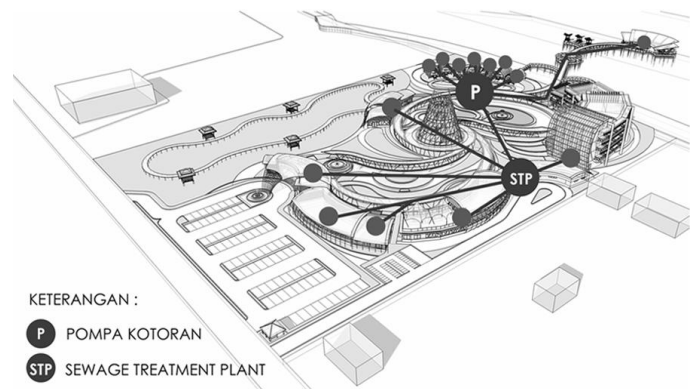 P
STP
KETERANGAN :
P POMPA KOTORAN
STP SEWAGE TREATMENT PLANT